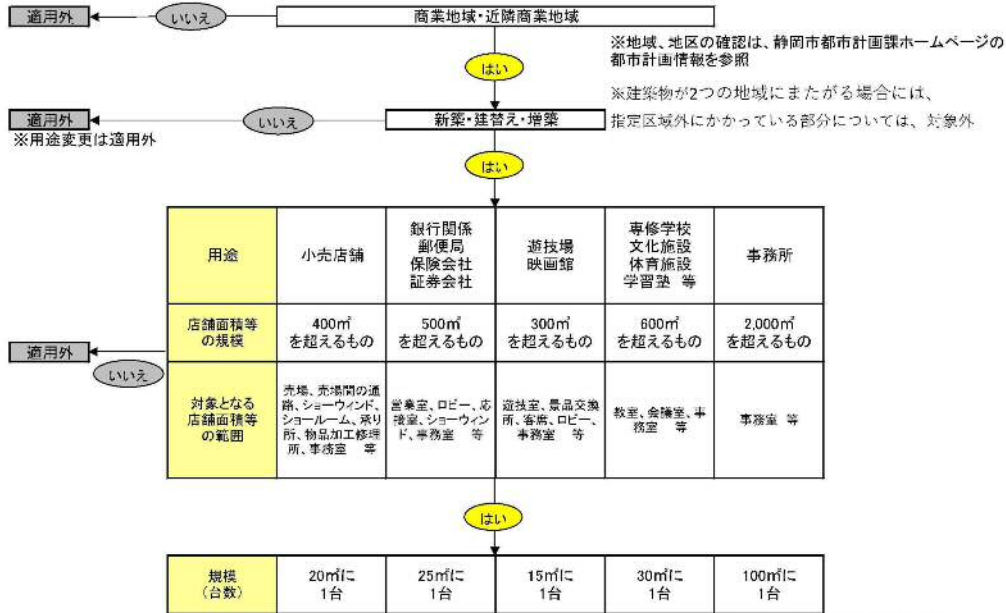 適用外
いいえ
商業地域・近隣商業地域
はい
※地域、地区の確認は、静岡市都市計画課ホームページの
都市計画情報を参照
※建築物が2つの地域にまたがる場合には、
指定区域外にかかっている部分については、対象外
適用外
いいえ
新築・建替え・増築
※用途変更は適用外
はい
用途
小売店舗
銀行関係
郵便局
保険会社
証券会社
遊技場
映画館
専修学校
文化施設
体育施設
学習塾 等
事務所
店舗面積等
の規模
400㎡
を超えるもの
500㎡
を超えるもの
300㎡
を超えるもの
600㎡
を超えるもの
2,000㎡
を超えるもの
適用外
いいえ
対象となる
店舗面積等
の範囲
売場、売場間の通
路、ショーウィンド、
ショールーム、承り
所、物品加工修理
所、事務室 等
営業室、ロビー、応
接室、ショーウィン
ド、事務室 等
遊技室、景品交換
所、客席、ロビー、
事務室 等
教室、会議室、事
務室 等
事務室 等
はい
規模
（台数）
20㎡に
1台
25㎡に
1台
15㎡に
1台
30㎡に
1台
100㎡に
1台